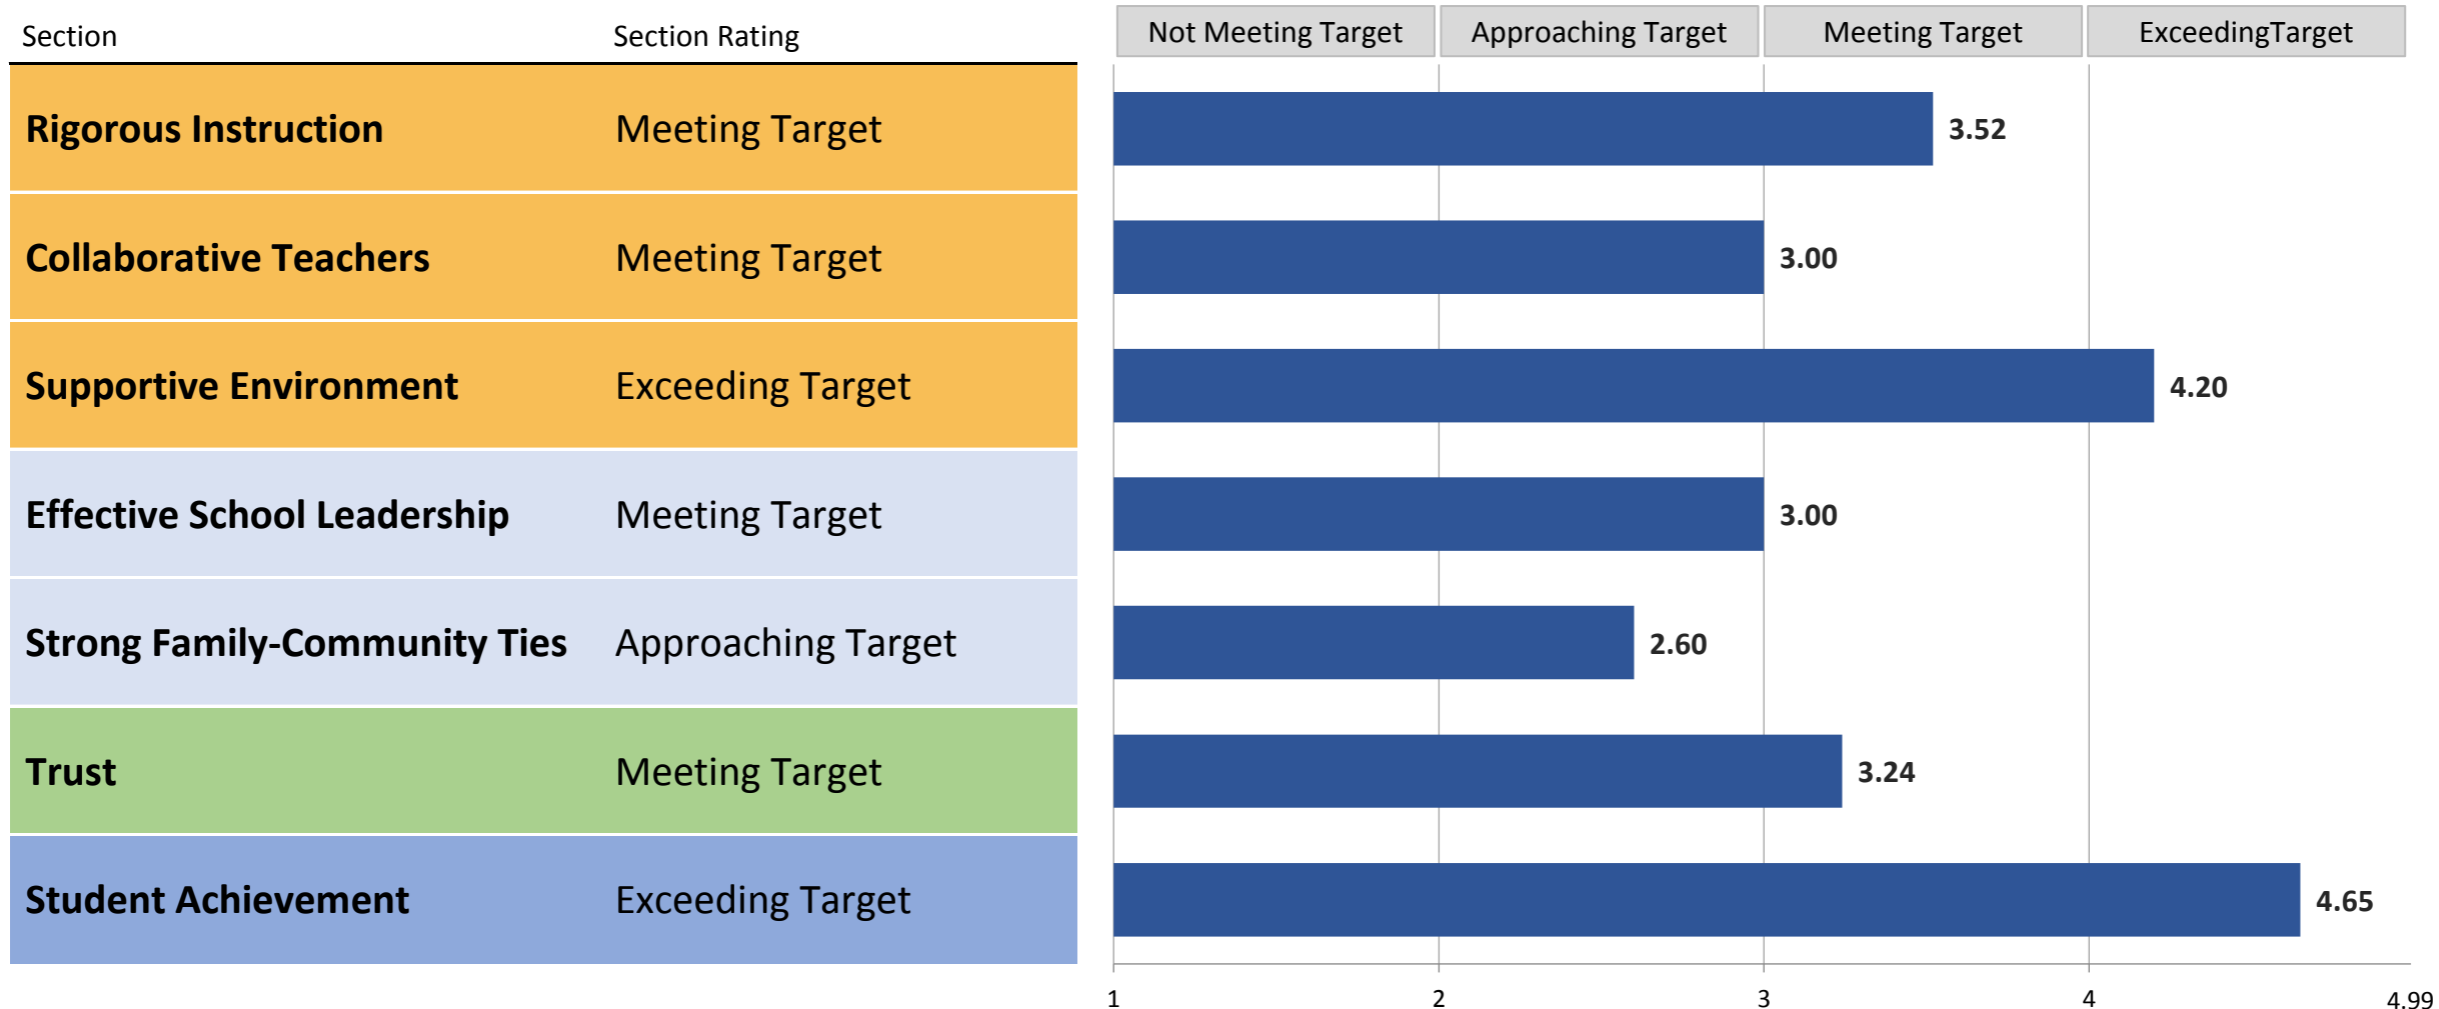 Section Section Rating Not Meeting Target Approaching Target Meeting Target ExceedingTarget
Rigorous Instruction Meeting Target 3.52
Collaborative Teachers Meeting Target 3.00
Supportive Environment Exceeding Target 4.20
Effective School Leadership Meeting Target 3.00
Strong Family-Community Ties Approaching Target 2.60
Trust Meeting Target 3.24
Student Achievement Exceeding Target 4.65
1 2 3 4 4.99